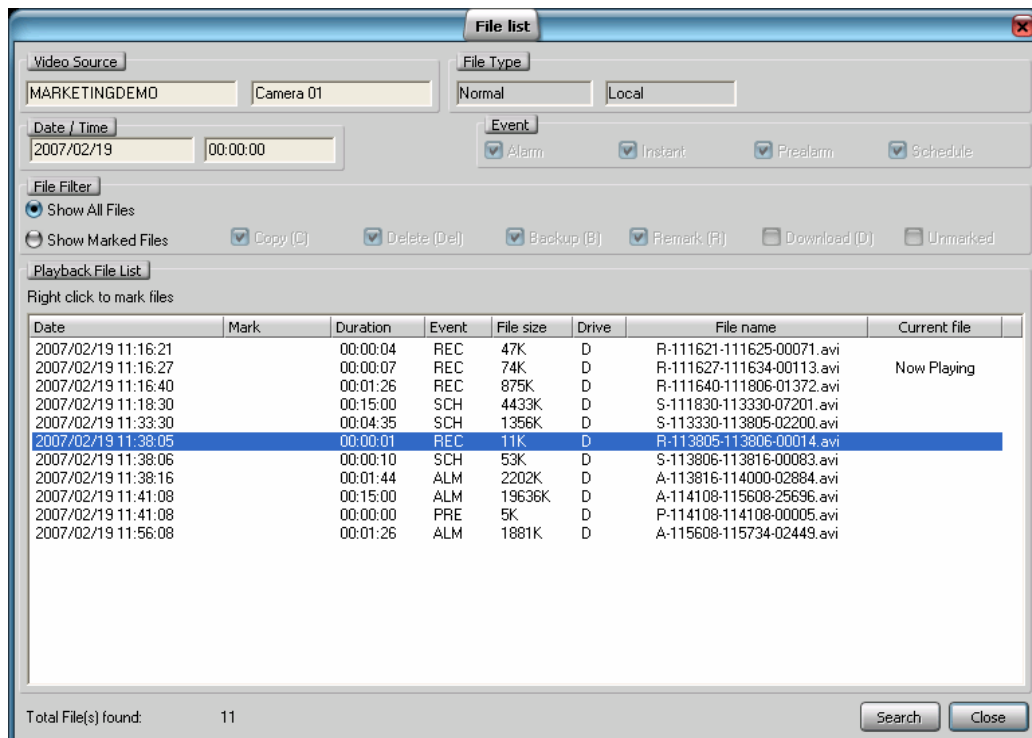 File list
Video Source
File Type
MARKETINGDEMO Camera 01 Normal Local
Date / Time
Event
2007/02/19 00:00:00
Alarm Instant Prealarm Schedule
File Filter
Show All Files
Show Marked Files Copy (C) Delete (Del) Backup (B) Remark (R) Download (D) Unmarked
Playback File List
Right click to mark files
Date Mark Duration Event File size Drive File name Current file
2007/02/19 11:16:21 00:00:04 REC 47K D R-111621-111625-00071.avi
2007/02/19 11:16:27 00:00:07 REC 74K D R-111627-111634-00113.avi Now Playing
2007/02/19 11:16:40 00:01:26 REC 875K D R-111640-111806-01372.avi
2007/02/19 11:18:30 00:15:00 SCH 4433K D S-111830-113330-07201.avi
2007/02/19 11:33:30 00:04:35 SCH 1356K D S-113330-113805-02200.avi
2007/02/19 11:38:05 00:00:01 REC 11K D R-113805-113806-00014.avi
2007/02/19 11:38:06 00:00:10 SCH 53K D S-113806-113816-00083.avi
2007/02/19 11:38:16 00:01:44 ALM 2202K D A-113816-114000-02884.avi
2007/02/19 11:41:08 00:15:00 ALM 19636K D A-114108-115608-25696.avi
2007/02/19 11:41:08 00:00:00 PRE 5K D P-114108-114108-00005.avi
2007/02/19 11:56:08 00:01:26 ALM 1881K D A-115608-115734-02449.avi
Total File(s) found: 11 Search Close